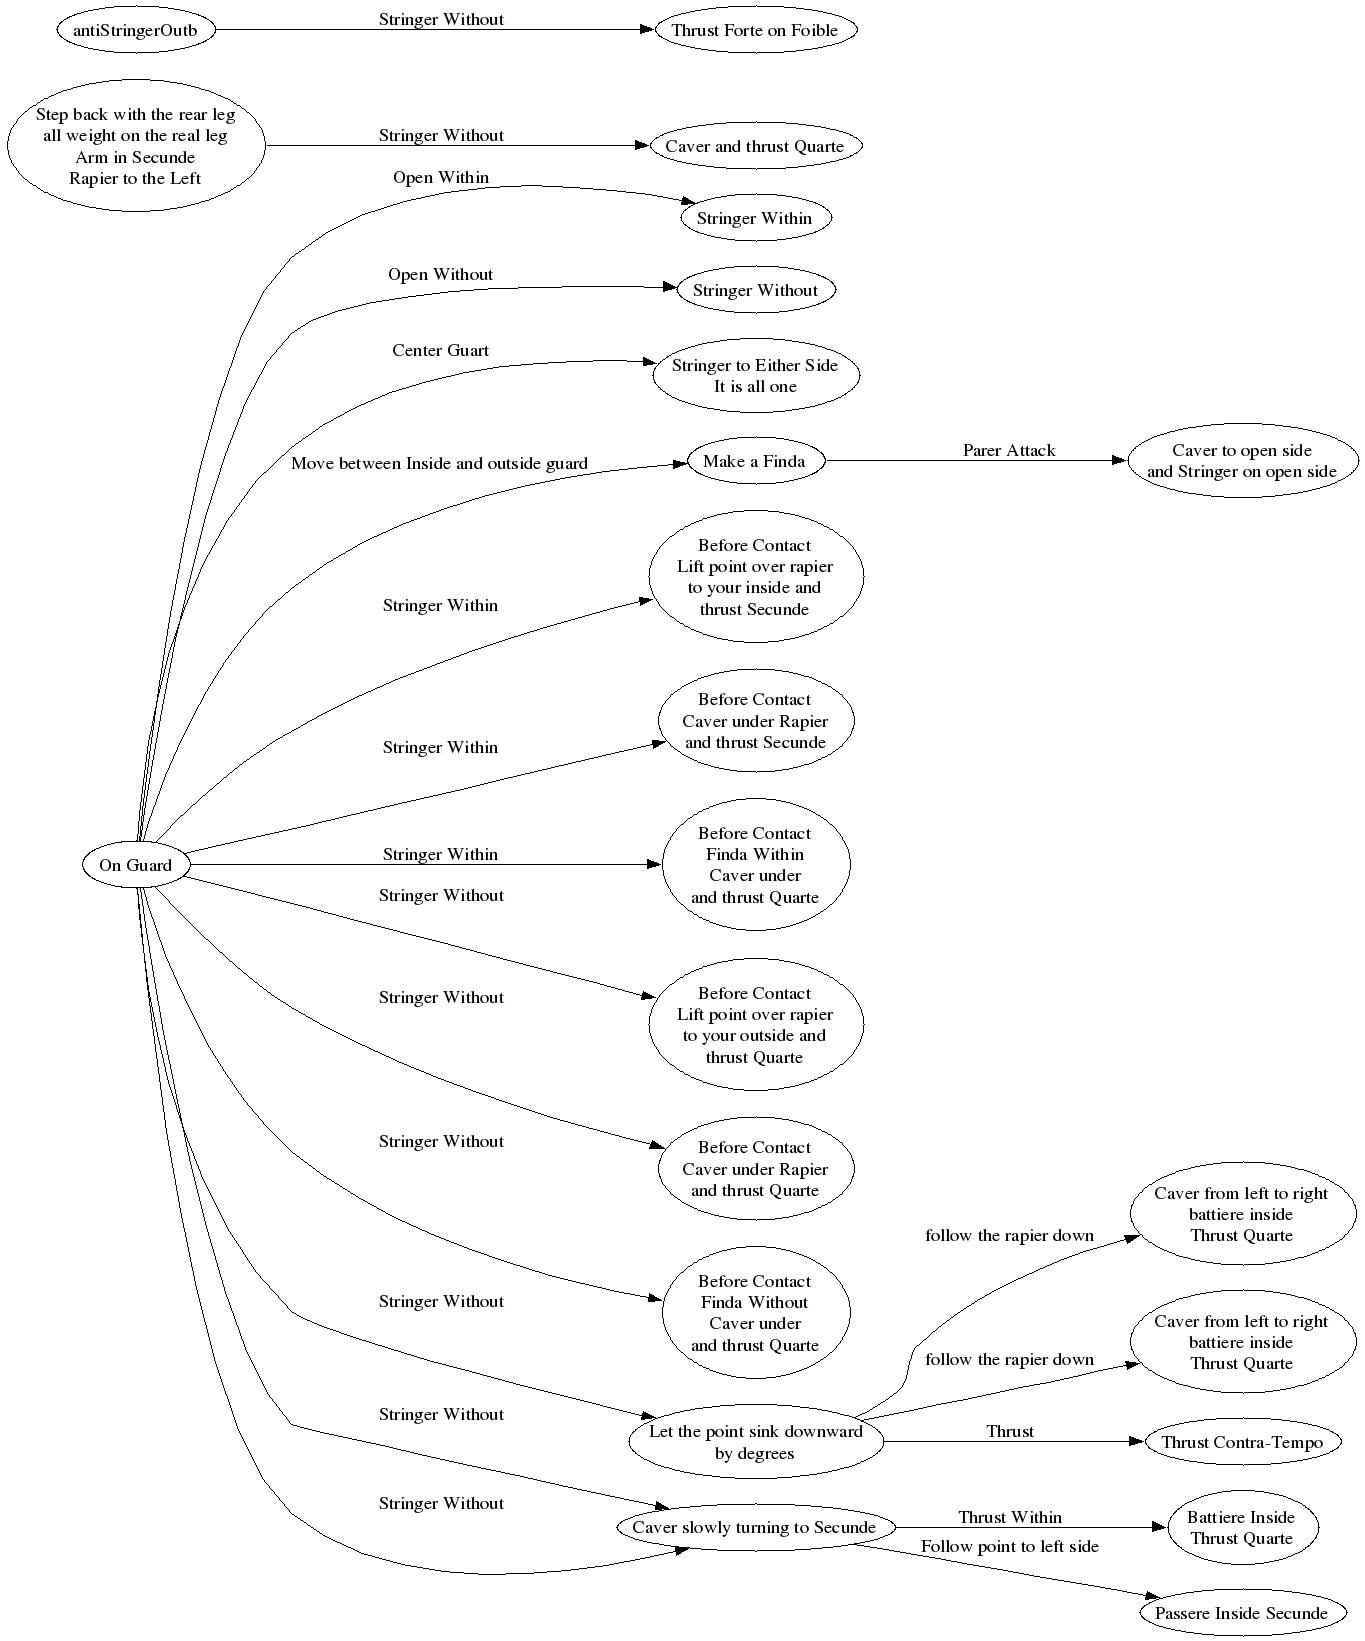 antiStringerOutb
Stringer Without
Thrust Forte on Foible
Step back with the rear leg
all weight on the real leg
Arm in Secunde
Rapier to the Left
Stringer Without
Caver and thrust Quarte
Open Within
Stringer Within
Open Without
Stringer Without
Center Guart
Stringer to Either Side
It is all one
Move between Inside and outside guard
Make a Finda
Parer Attack
Caver to open side
and Stringer on open side
Stringer Within
Before Contact
Lift point over rapier
to your inside and
thrust Secunde
Stringer Within
Before Contact
Caver under Rapier
and thrust Secunde
On Guard
Stringer Within
Before Contact
Finda Within
Caver under
and thrust Quarte
Stringer Without
Before Contact
Lift point over rapier
to your outside and
thrust Quarte
Stringer Without
Before Contact
Caver under Rapier
and thrust Quarte
Stringer Without
Before Contact
Finda Without
Caver under
and thrust Quarte
Stringer Without
Let the point sink downward
by degrees
follow the rapier down
Caver from left to right
battiere inside
Thrust Quarte
follow the rapier down
Caver from left to right
battiere inside
Thrust Quarte
Thrust
Thrust Contra-Tempo
Stringer Without
Stringer Without
Caver slowly turning to Secunde
Thrust Within
Battiere Inside
Thrust Quarte
Follow point to left side
Passere Inside Secunde